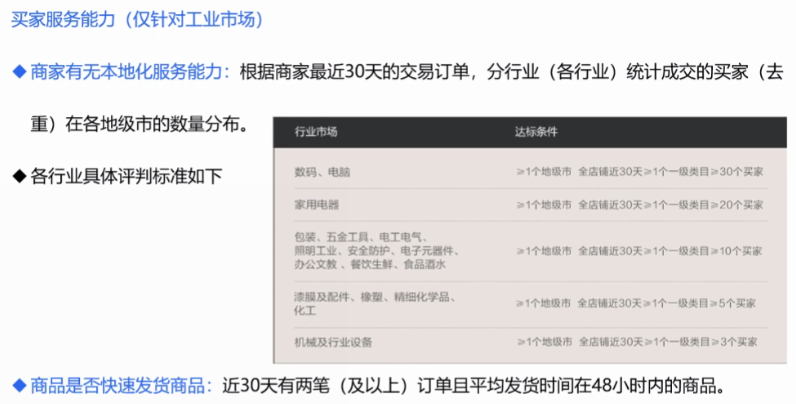 买家服务能力（仅针对工业市场）
◆商家有无本地化服务能力：根据商家最近30天的交易订单，分行业（各行业）统计成交的买家（去
重）在各地级市的数量分布。
◆各行业具体评判标准如下
行业市场 达标条件
数码、电脑 ≥1个地级市 全店铺近30天≥1个一级类目≥30个买家
家用电器 ≥1个地级市 全店铺近30天≥1个一级类目≥20个买家
包装、五金工具、电工电气、
照明工业、安全防护、电子元器件、 ≥1个地级市 全店铺近30天≥1个一级类目≥10个买家
办公文教 、餐饮生鲜、食品酒水
漆膜及配件、橡塑、精细化学品、 ≥1个地级市 全店铺近30天≥1个一级类目≥5个买家
化工
机械及行业设备 ≥1个地级市 全店铺近30天≥1个一级类目≥3个买家
◆商品是否快速发货商品：近30天有两笔（及以上）订单且平均发货时间在48小时内的商品。